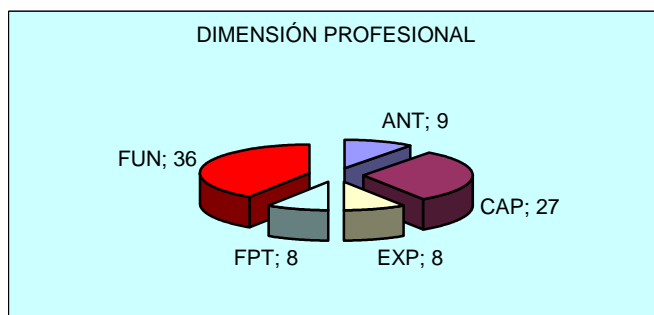 DIMENSIÓN PROFESIONAL
ANT; 9
FUN; 36
CAP; 27
FPT; 8
EXP; 8